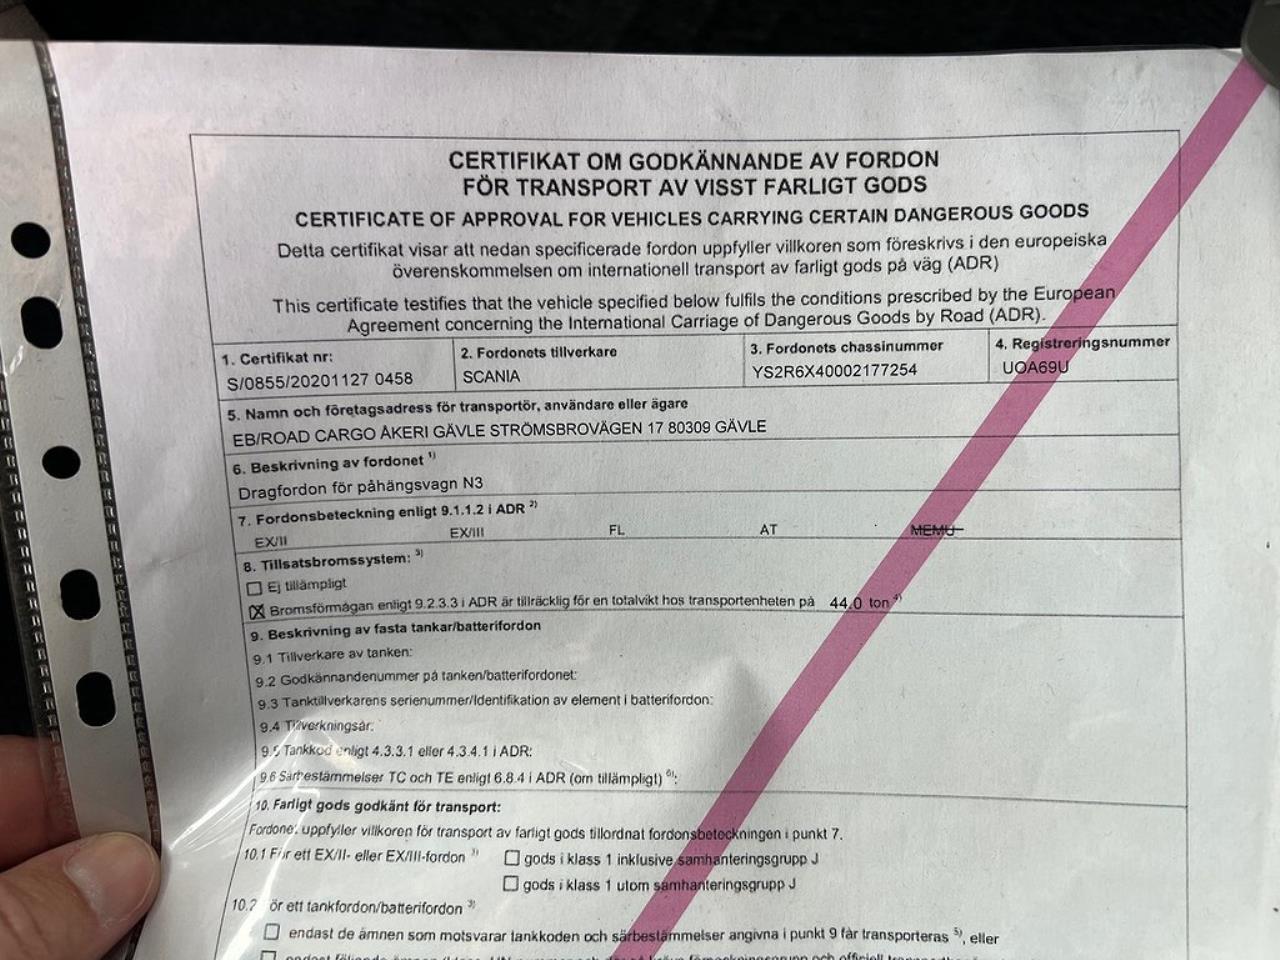 CERTIFIKAT OM GODKÄNNANDE AV FORDON
FÖR TRANSPORT AV VISST FARLIGT GODS
CERTIFICATE OF APPROVAL FOR VEHICLES CARRYING CERTAIN DANGEROUS GOODS
Detta certifikat visar att nedan specificerade fordon uppfyller villkoren som föreskrivs i den europeiska
överenskommelsen om internationell transport av farligt gods på väg (ADR)
This certificate testifies that the vehicle specified below fulfils the conditions prescribed by the European
Agreement concerning the International Carriage of Dangerous Goods by Road (ADR).
1. Certifikat nr:
S/0855/20201127 0458
2. Fordonets tillverkare
SCANIA
3. Fordonets chassinummer
YS2R6X40002177254
4. Registreringsnummer
UOA69U
5. Namn och företagsadress för transportör, användare eller ägare
EB/ROAD CARGO ÅKERI GÄVLE STRÖMSBROVÄGEN 17 80309 GÄVLE
6. Beskrivning av fordonet 1)
Dragfordon för påhängsvagn N3
7. Fordonsbeteckning enligt 9.1.1.2 i ADR 2)
EX/II EX/III FL AT MEMU
8. Tillsatsbromssystem: 3)
Ej tillämpligt
X Bromsförmågan enligt 9.2.3.3 i ADR är tillräcklig för en totalvikt hos transportenheten på 44.0 ton 4)
9. Beskrivning av fasta tankar/batterifordon
9.1 Tillverkare av tanken:
9.2 Godkännandenummer på tanken/batterifordonet:
9.3 Tanktillverkarens serienummer/Identifikation av element i batterifordon:
9.4 Tillverkningsår:
9.5 Tankkod enligt 4.3.3.1 eller 4.3.4.1 i ADR:
9.6 Särbestämmelser TC och TE enligt 6.8.4 i ADR (om tillämpligt) 6):
10. Farligt gods godkänt för transport:
Fordonet uppfyller villkoren för transport av farligt gods tillordnat fordonsbeteckningen i punkt 7.
10.1 För ett EX/II- eller EX/III-fordon 3) gods i klass 1 inklusive samhanteringsgrupp J
gods i klass 1 utom samhanteringsgrupp J
10.2 ör ett tankfordon/batterifordon 3)
endast de ämnen som motsvarar tankkoden och särbestämmelser angivna i punkt 9 får transporteras 5), eller